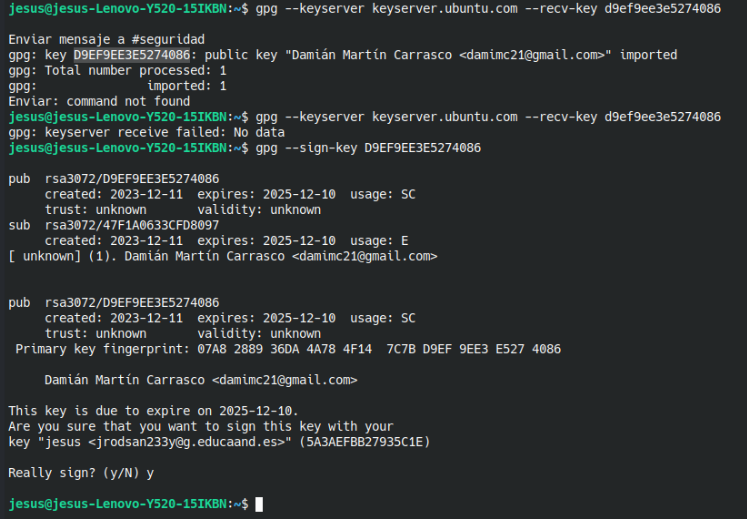 jesus@jesus-Lenovo-Y520-15IKBN:~$ gpg --keyserver keyserver.ubuntu.com --recv-key d9ef9ee3e5274086
Enviar mensaje a #seguridad
gpg: key D9EF9EE3E5274086: public key "Damián Martín Carrasco <damimc21@gmail.com>" imported
gpg: Total number processed: 1
gpg:               imported: 1
Enviar: command not found
jesus@jesus-Lenovo-Y520-15IKBN:~$ gpg --keyserver keyserver.ubuntu.com --recv-key d9ef9ee3e5274086
gpg: keyserver receive failed: No data
jesus@jesus-Lenovo-Y520-15IKBN:~$ gpg --sign-key D9EF9EE3E5274086
pub  rsa3072/D9EF9EE3E5274086
     created: 2023-12-11  expires: 2025-12-10  usage: SC
     trust: unknown       validity: unknown
sub  rsa3072/47F1A0633CFD8097
     created: 2023-12-11  expires: 2025-12-10  usage: E
[ unknown] (1). Damián Martín Carrasco <damimc21@gmail.com>
pub  rsa3072/D9EF9EE3E5274086
     created: 2023-12-11  expires: 2025-12-10  usage: SC
     trust: unknown       validity: unknown
 Primary key fingerprint: 07A8 2889 36DA 4A78 4F14  7C7B D9EF 9EE3 E527 4086
     Damián Martín Carrasco <damimc21@gmail.com>
This key is due to expire on 2025-12-10.
Are you sure that you want to sign this key with your
key "jesus <jrodsan233y@g.educaand.es>" (5A3AEFBB27935C1E)
Really sign? (y/N) y
jesus@jesus-Lenovo-Y520-15IKBN:~$